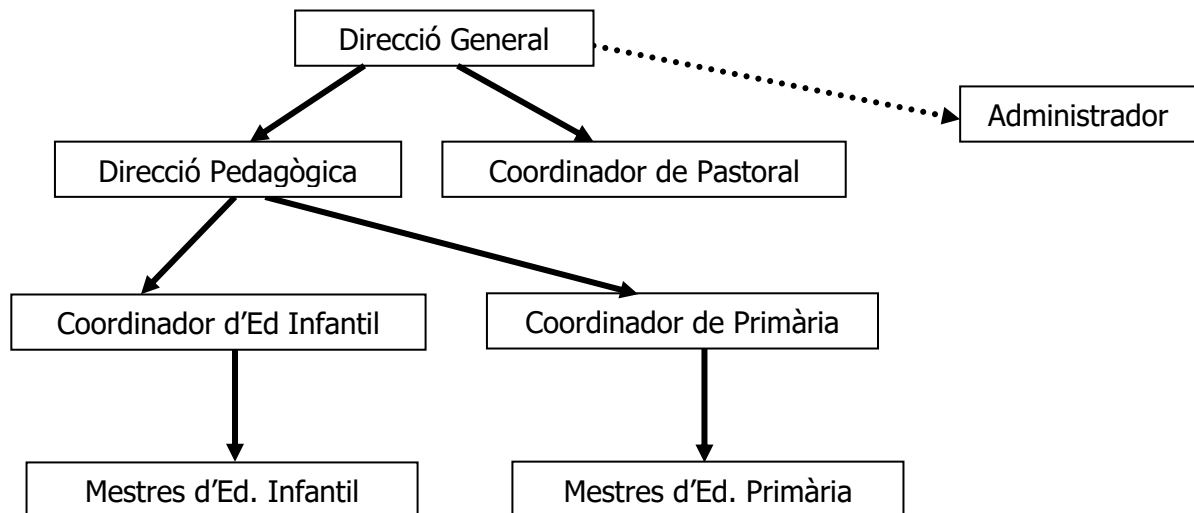 Direcció General
Administrador
Direcció Pedagògica
Coordinador de Pastoral
Coordinador d’Ed Infantil
Coordinador de Primària
Mestres d’Ed. Infantil
Mestres d’Ed. Primària